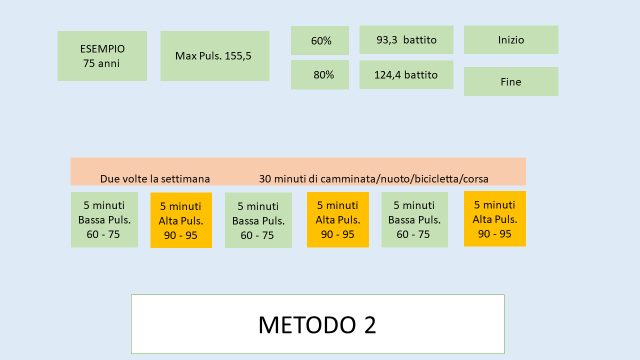 ESEMPIO
75 anni
Max Puls. 155,5
60%
93,3 battito
Inizio
80%
124,4 battito
Fine
Due volte la settimana
30 minuti di camminata/nuoto/bicicletta/corsa
5 minuti
Bassa Puls.
60 - 75
5 minuti
Alta Puls.
90 - 95
5 minuti
Bassa Puls.
60 - 75
5 minuti
Alta Puls.
90 - 95
5 minuti
Bassa Puls.
60 - 75
5 minuti
Alta Puls.
90 - 95
METODO 2